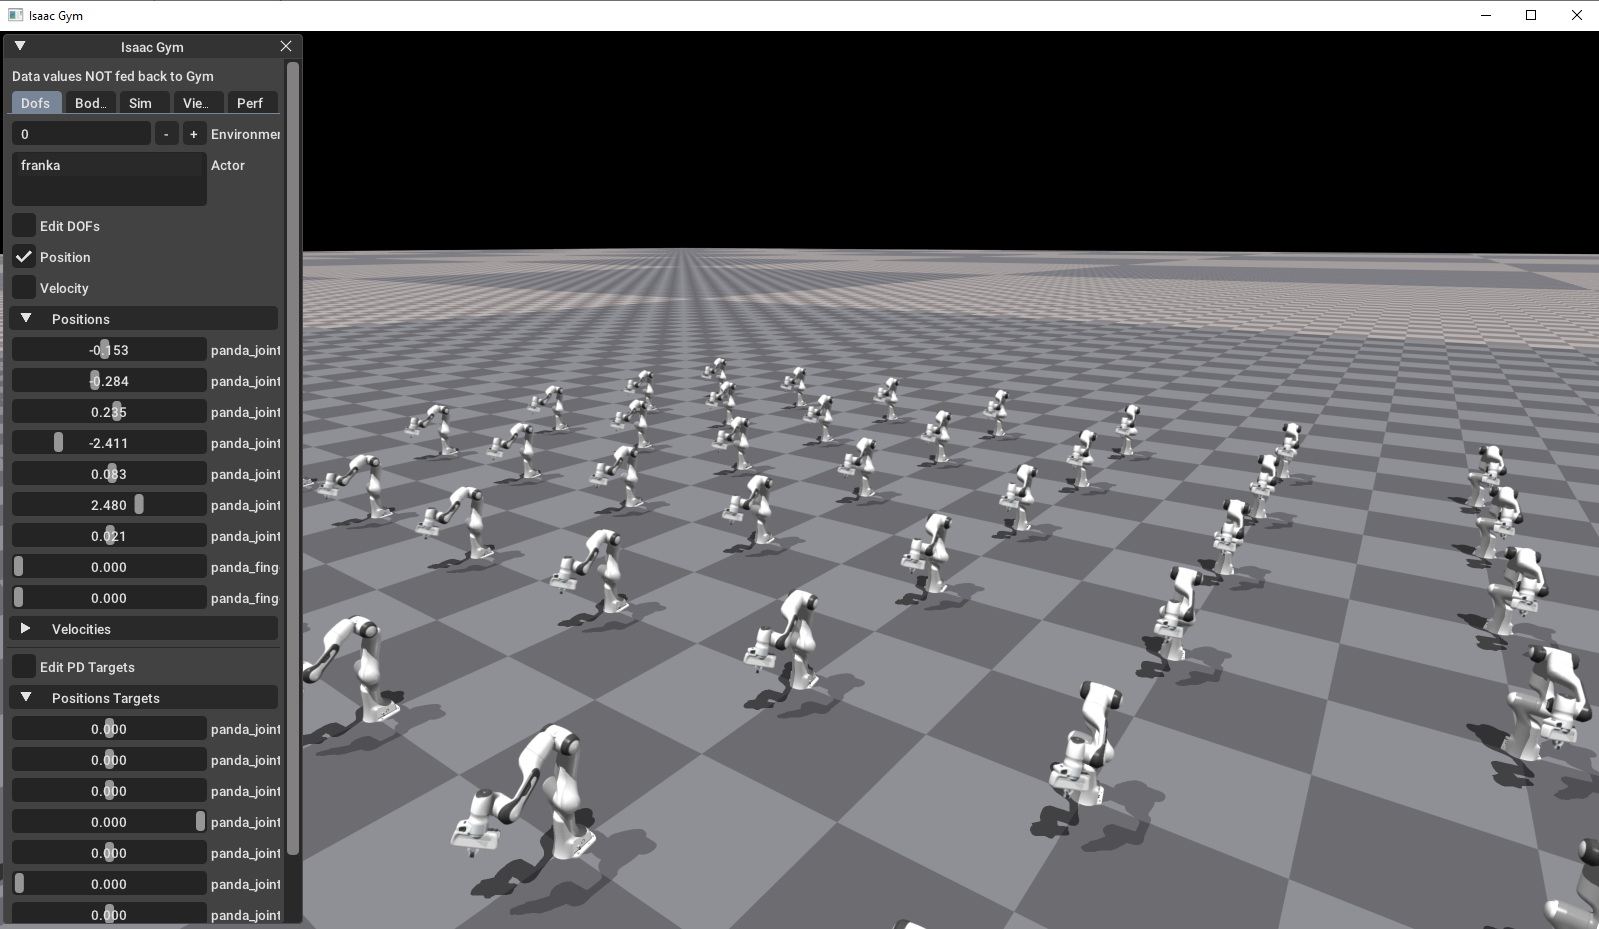 Isaac Gym
Isaac Gym
Data values NOT fed back to Gym
Dofs Bod... Sim Vie... Perf
0 - + Environmer
franka Actor
Edit DOFs
Position
Velocity
Positions
-0.153 panda_joint
-0.284 panda_joint
0.235 panda_joint
-2.411 panda_joint
0.083 panda_joint
2.480 panda_joint
0.021 panda_joint
0.000 panda_fing
0.000 panda_fing
Velocities
Edit PD Targets
Positions Targets
0.000 panda_joint
0.000 panda_joint
0.000 panda_joint
0.000 panda_joint
0.000 panda_joint
0.000 panda_joint
0.000 panda_joint